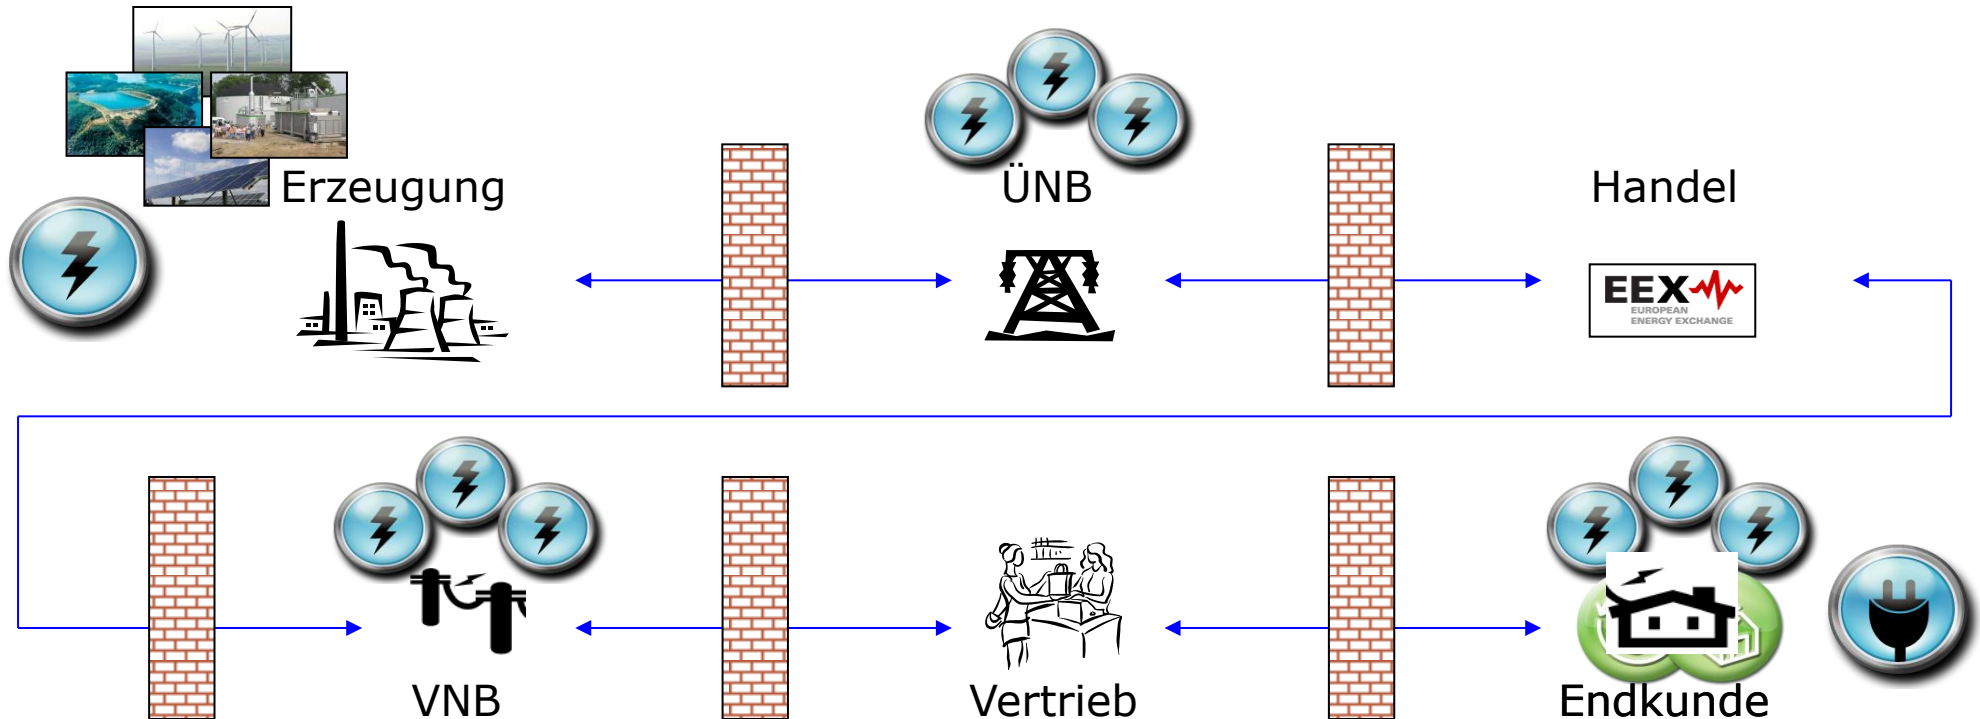 Erzeugung
ÜNB
Handel
EEX
EUROPEAN
ENERGY EXCHANGE
VNB
Vertrieb
Endkunde